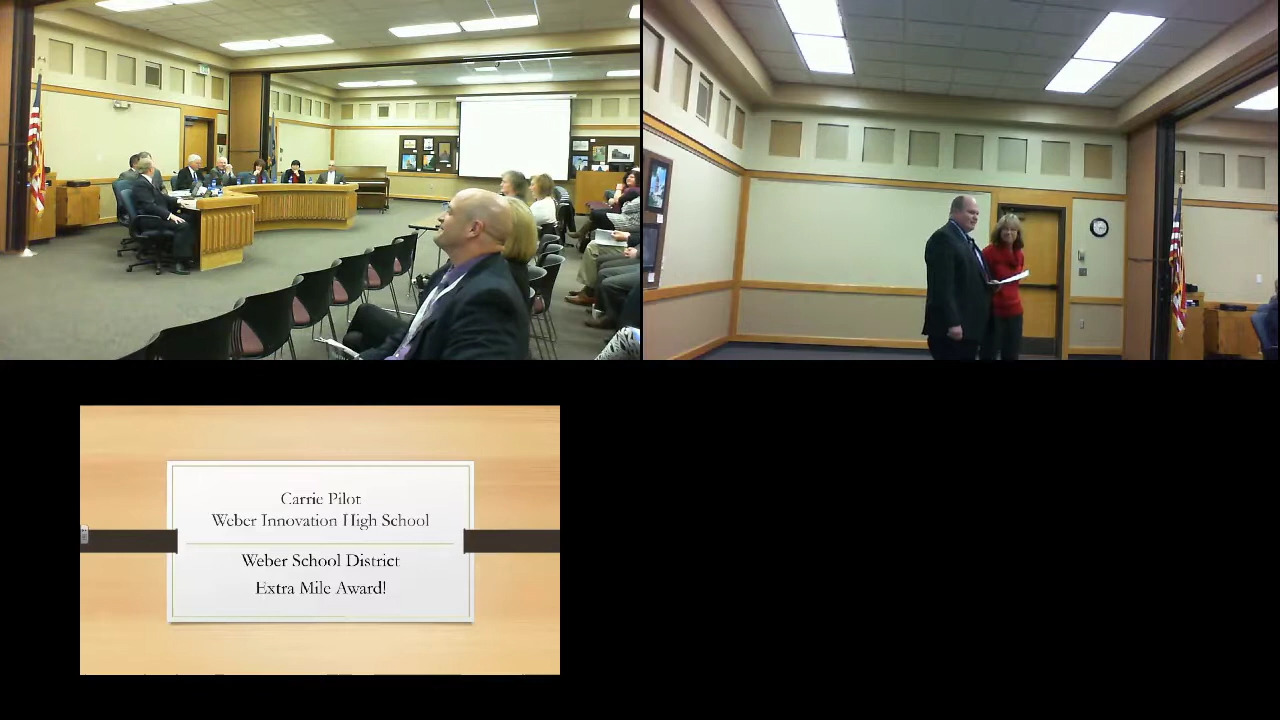 Carrie Pilot
Weber Innovation High School
Weber School District
Extra Mile Award!